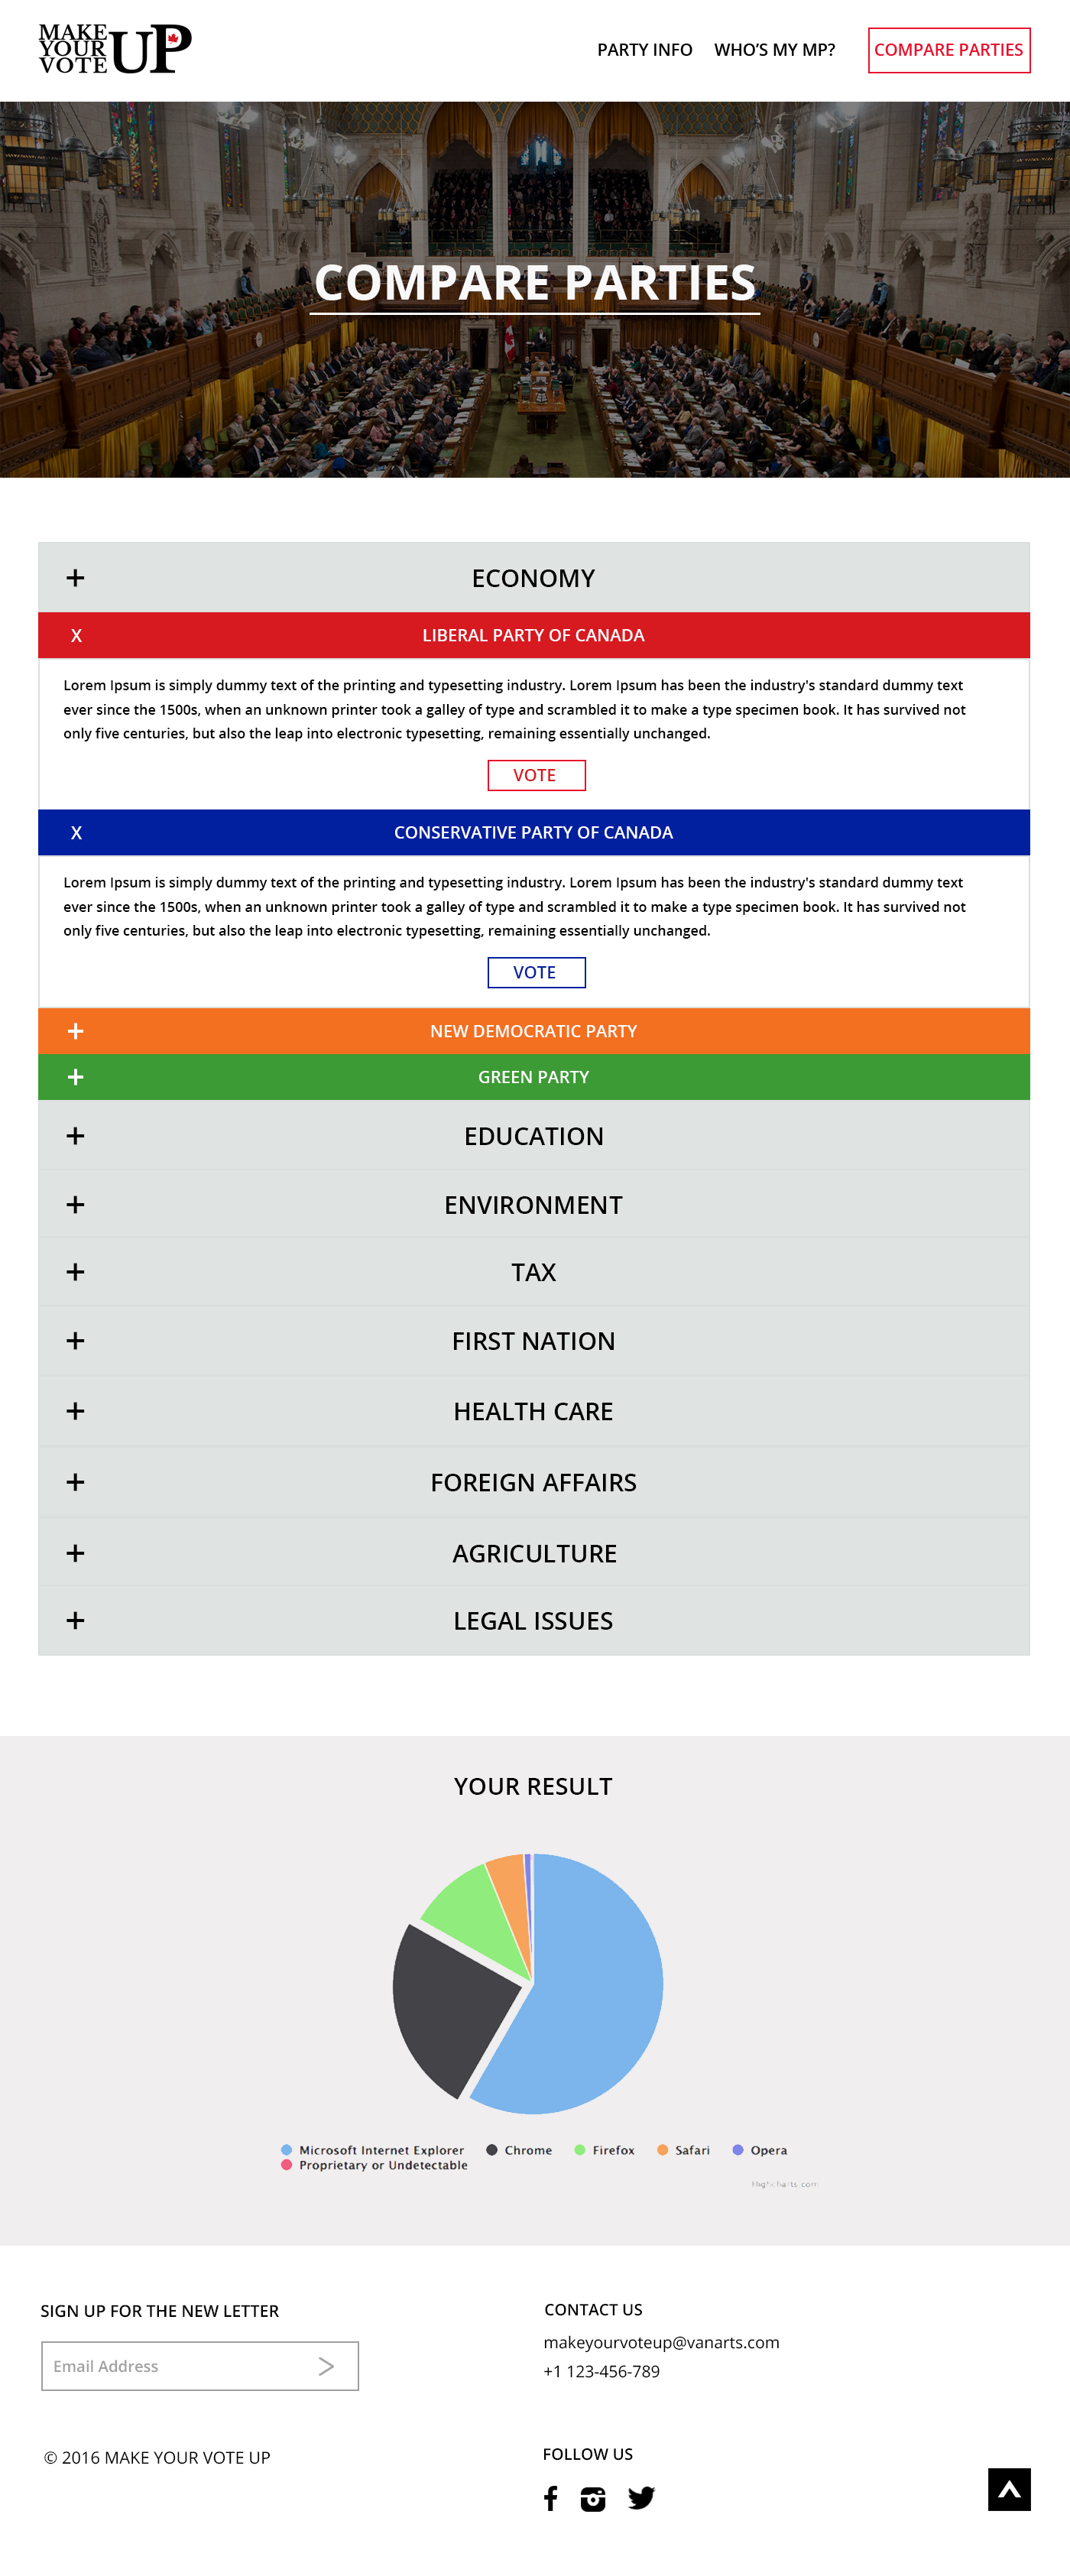 MAKE
YOUR
VOTE
UP
PARTY INFO
WHO'S MY MP?
COMPARE PARTIES
COMPARE PARTIES
+ ECONOMY
X LIBERAL PARTY OF CANADA
Lorem Ipsum is simply dummy text of the printing and typesetting industry. Lorem Ipsum has been the industry's standard dummy text
ever since the 1500s, when an unknown printer took a galley of type and scrambled it to make a type specimen book. It has survived not
only five centuries, but also the leap into electronic typesetting, remaining essentially unchanged.
VOTE
X CONSERVATIVE PARTY OF CANADA
Lorem Ipsum is simply dummy text of the printing and typesetting industry. Lorem Ipsum has been the industry's standard dummy text
ever since the 1500s, when an unknown printer took a galley of type and scrambled it to make a type specimen book. It has survived not
only five centuries, but also the leap into electronic typesetting, remaining essentially unchanged.
VOTE
+ NEW DEMOCRATIC PARTY
+ GREEN PARTY
+ EDUCATION
+ ENVIRONMENT
+ TAX
+ FIRST NATION
+ HEALTH CARE
+ FOREIGN AFFAIRS
+ AGRICULTURE
+ LEGAL ISSUES
YOUR RESULT
Microsoft Internet Explorer Chrome Firefox Safari Opera
Proprietary or Undetectable
Highcharts.com
SIGN UP FOR THE NEW LETTER
Email Address
CONTACT US
makeyourvoteup@vanarts.com
+1 123-456-789
© 2016 MAKE YOUR VOTE UP
FOLLOW US